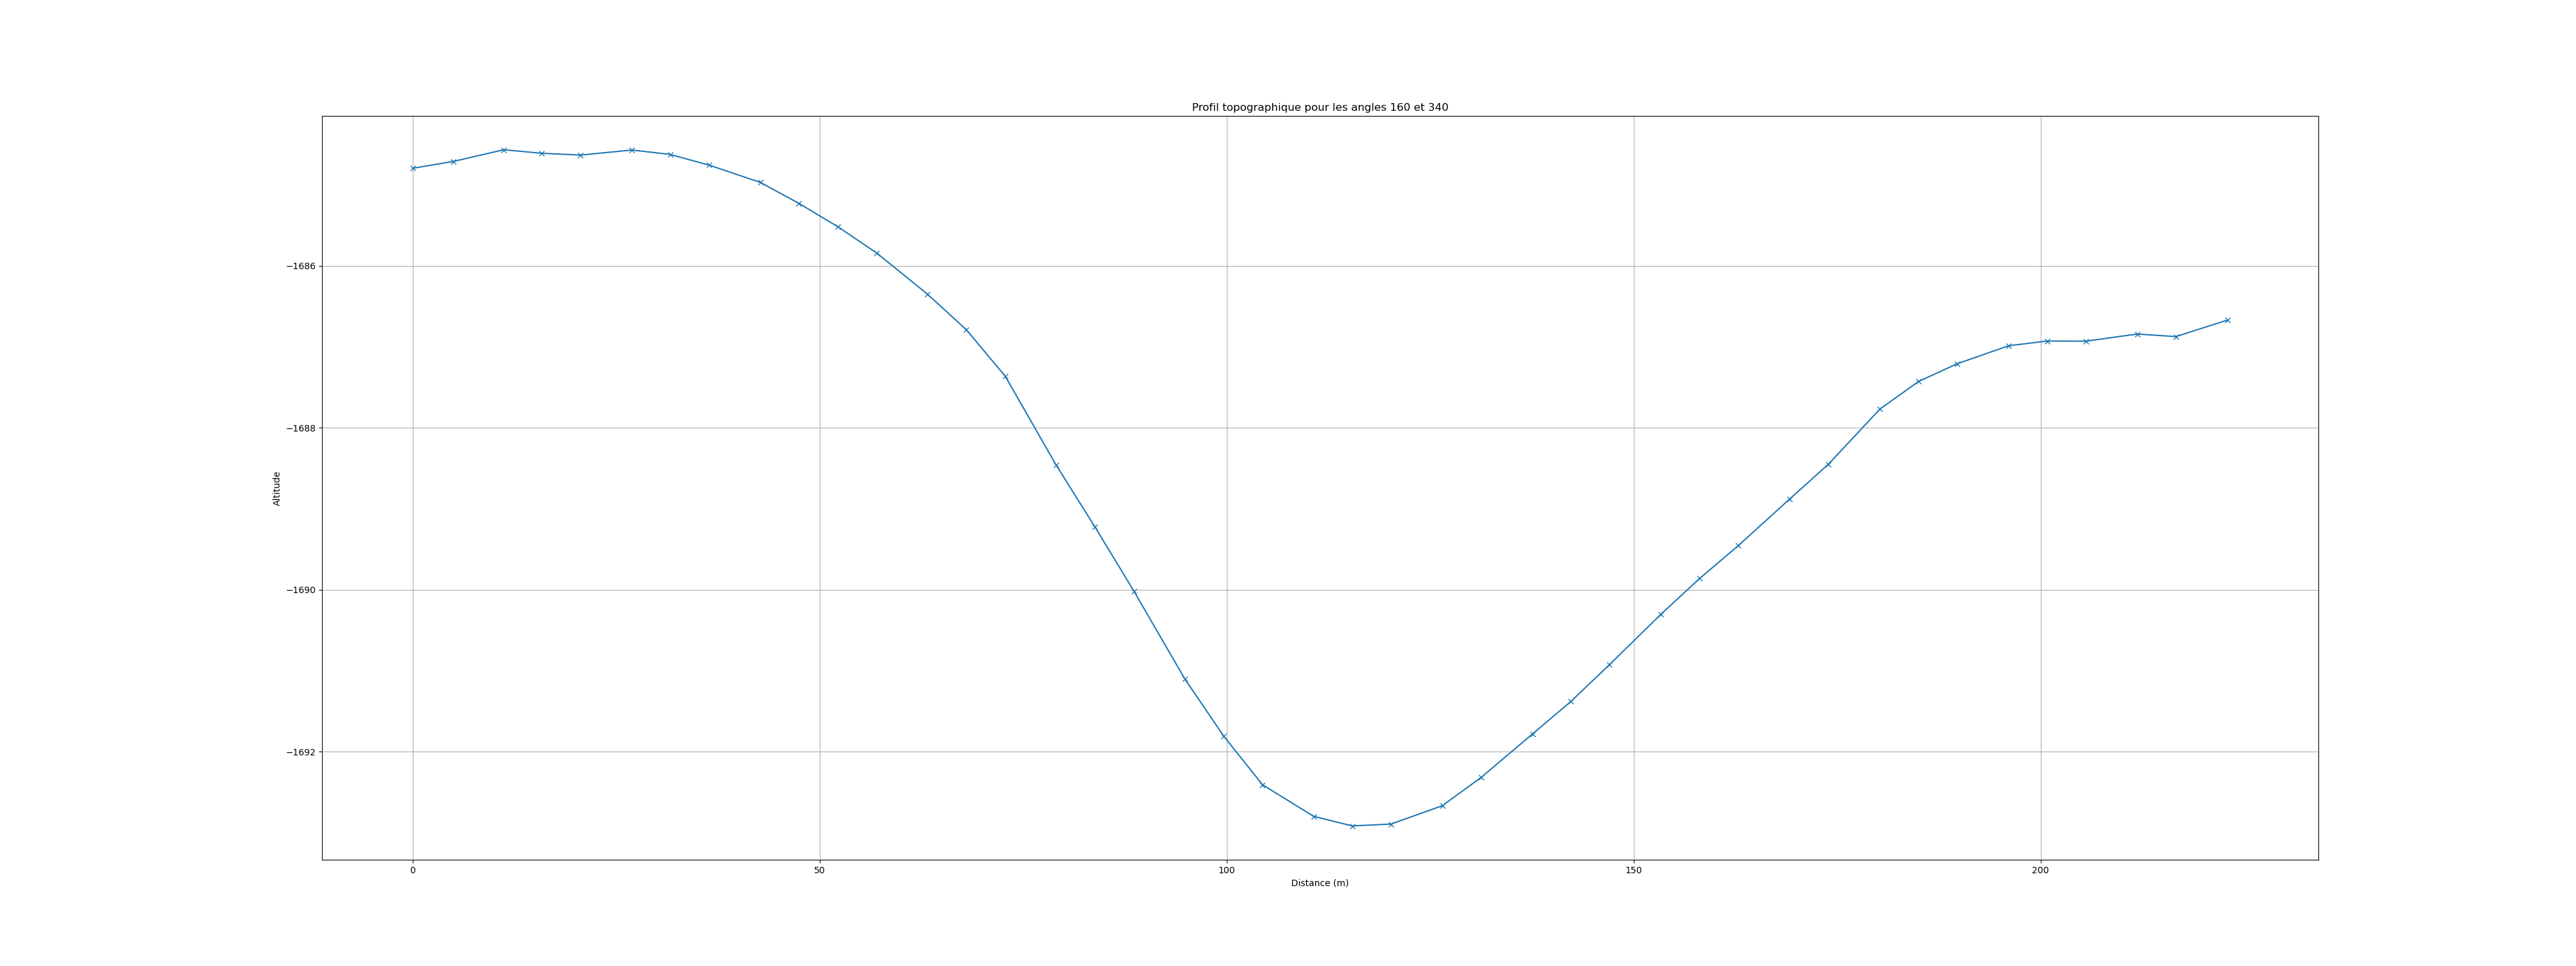 Profil topographique pour les angles 160 et 340
Altitude
−1686
−1688
−1690
−1692
0 50 100 150 200
Distance (m)